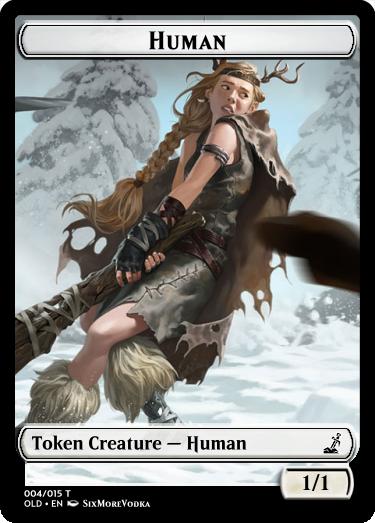 Human
Token Creature — Human
1/1
004/015 T
OLD • EN SixMoreVodka